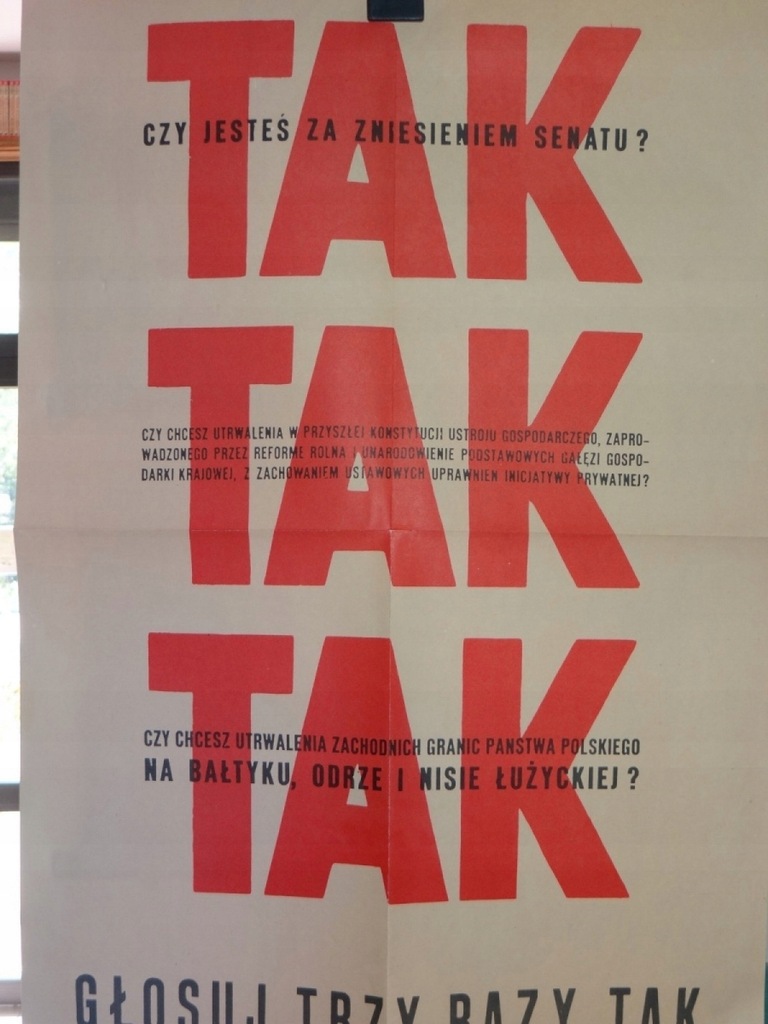 TAK
CZY JESTEŚ ZA ZNIESIENIEM SENATU?
TAK
CZY CHCESZ UTRWALENIA W PRZYSZŁEJ KONSTYTUCJI USTROJU GOSPODARCZEGO, ZAPRO-
WADZONEGO PRZEZ REFORMĘ ROLNĄ I UNARODOWIENIE PODSTAWOWYCH GAŁĘZI GOSPO-
DARKI KRAJOWEJ, Z ZACHOWANIEM USTAWOWYCH UPRAWNIEŃ INICJATYWY PRYWATNEJ?
TAK
CZY CHCESZ UTRWALENIA ZACHODNICH GRANIC PAŃSTWA POLSKIEGO
NA BAŁTYKU, ODRZE I NISIE ŁUŻYCKIEJ?
GŁOSUJ TRZY RAZY TAK